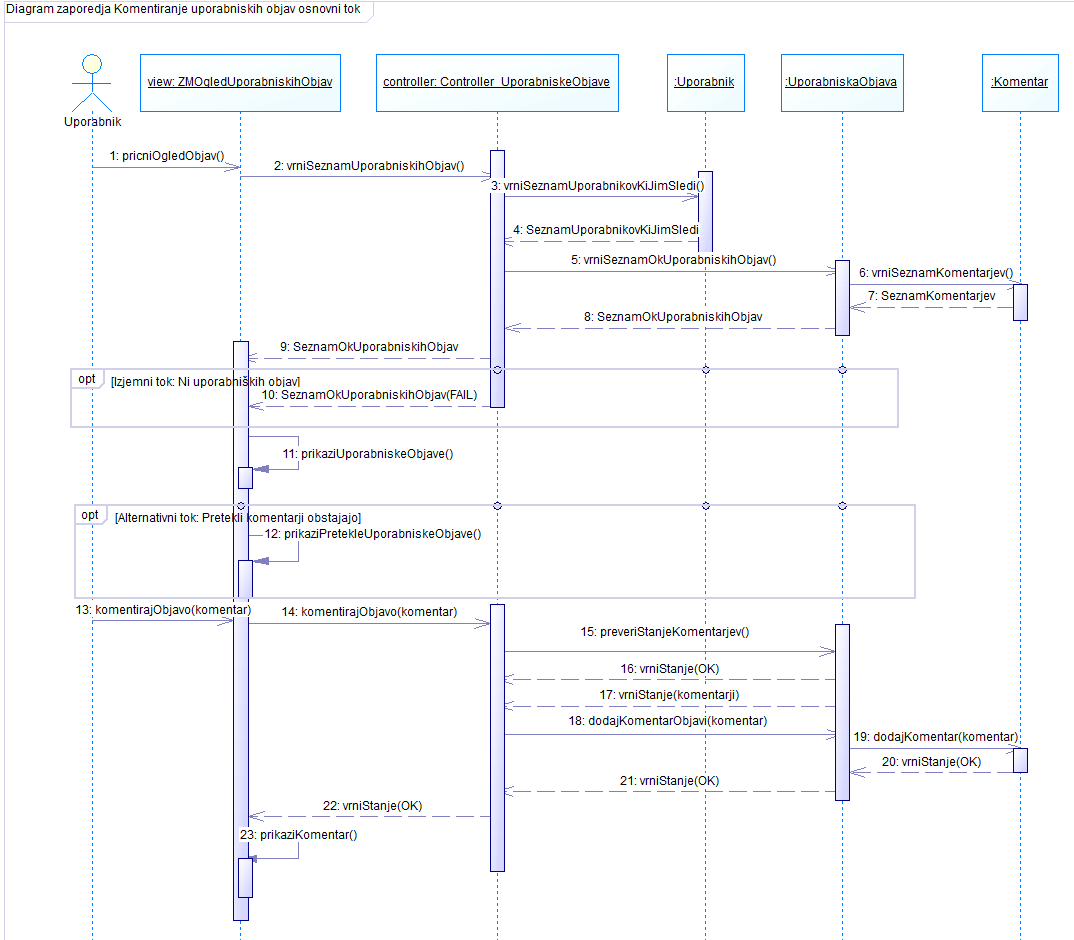 Diagram zaporedja Komentiranje uporabniskih objav osnovni tok
Uporabnik
view: ZMOgledUporabniskihObjav
controller: Controller_UporabniskeObjave
:Uporabnik
:UporabniskaObjava
:Komentar
1: pricniOgledObjav()
2: vrniSeznamUporabniskihObjav()
3: vrniSeznamUporabnikovKiJimSledi()
4: SeznamUporabnikovKiJimSledi
5: vrniSeznamOkUporabniskihObjav()
6: vrniSeznamKomentarjev()
7: SeznamKomentarjev
8: SeznamOkUporabniskihObjav
9: SeznamOkUporabniskihObjav
opt
[Izjemni tok: Ni uporabniških objav]
10: SeznamOkUporabniskihObjav(FAIL)
11: prikaziUporabniskeObjave()
opt
[Alternativni tok: Pretekli komentarji obstajajo]
12: prikaziPretekleUporabniskeObjave()
13: komentirajObjavo(komentar)
14: komentirajObjavo(komentar)
15: preveriStanjeKomentarjev()
16: vrniStanje(OK)
17: vrniStanje(komentarji)
18: dodajKomentarObjavi(komentar)
19: dodajKomentar(komentar)
20: vrniStanje(OK)
21: vrniStanje(OK)
22: vrniStanje(OK)
23: prikaziKomentar()